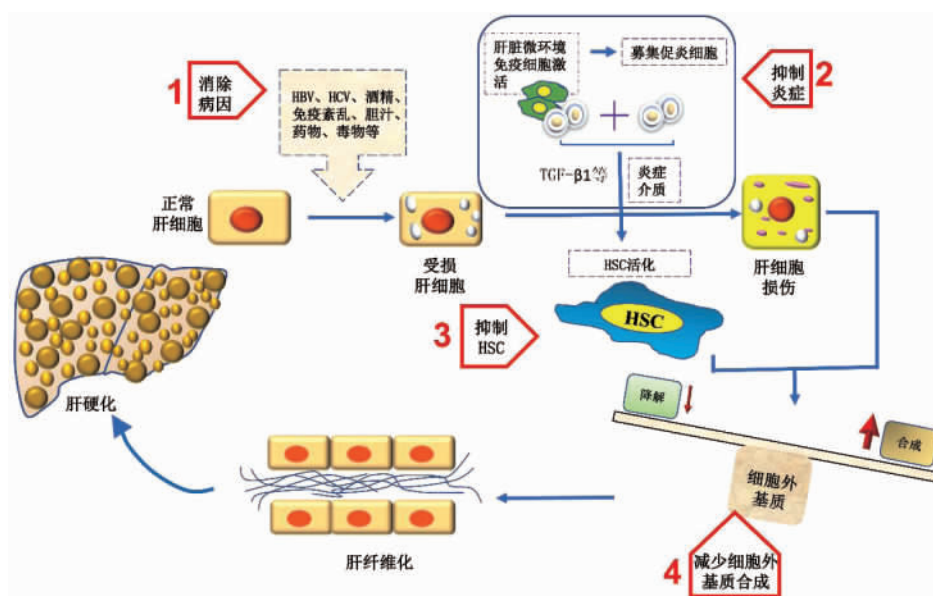 1
消除
病因
HBV、HCV、酒精、
免疫紊乱、胆汁、
药物、毒物等
肝脏微环境
免疫细胞激
活
募集促炎细胞
抑制
炎症
2
TGF-β1等
炎症
介质
正常
肝细胞
受损
肝细胞
肝细胞
损伤
HSC活化
HSC
3
抑制
HSC
降解
合成
细胞外
基质
肝硬化
肝纤维化
4
减少细胞外
基质合成